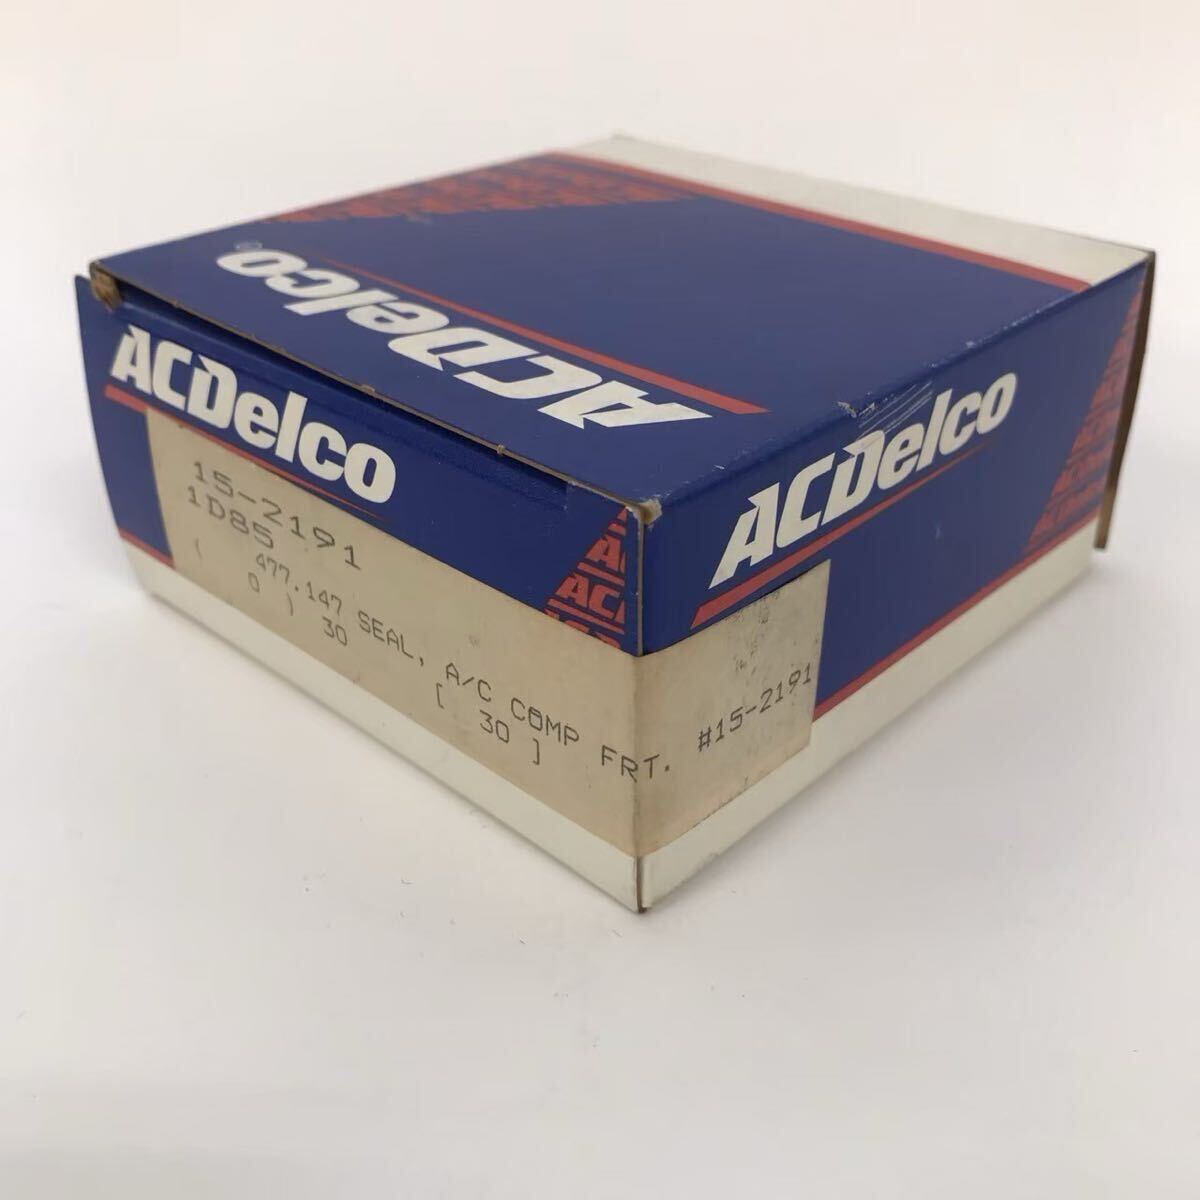 ACDelco®
ACDelco
15-2191
1D85
( 477.147 SEAL, A/C COMP FRT. #15-2191
0 ) 30 [ 30 ]
ACDelco